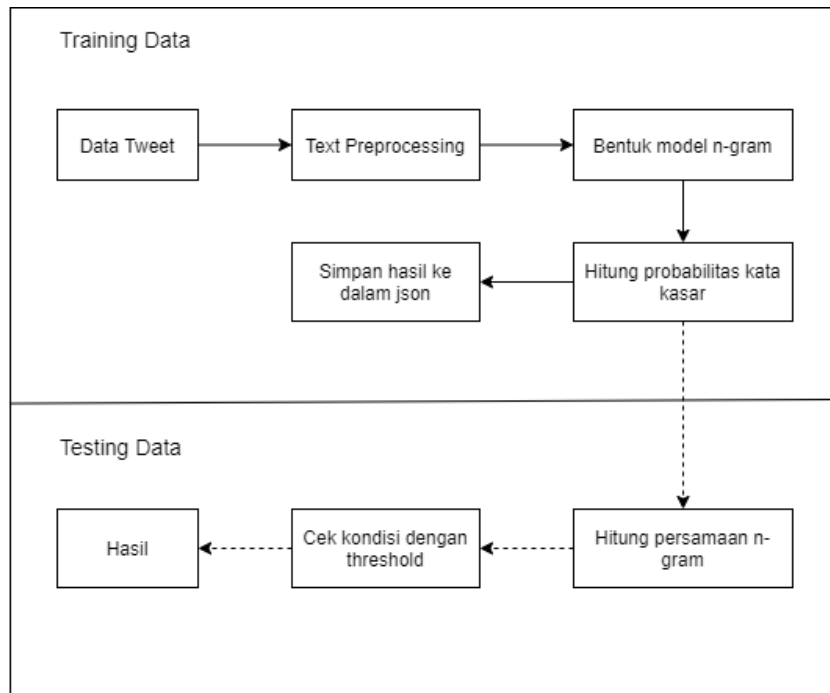 Training Data
Data Tweet
Text Preprocessing
Bentuk model n-gram
Simpan hasil ke
dalam json
Hitung probabilitas kata
kasar
Testing Data
Hasil
Cek kondisi dengan
threshold
Hitung persamaan n-
gram